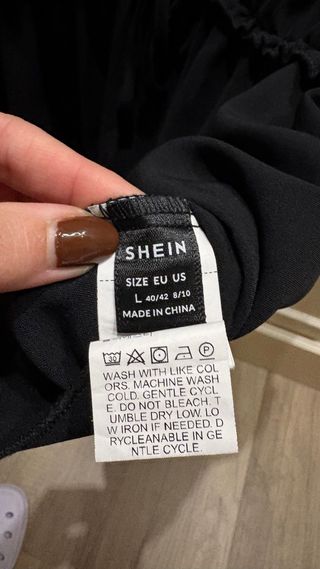 SHEIN
SIZE EU US
L 40/42 8/10
MADE IN CHINA
30 P
WASH WITH LIKE COL
ORS. MACHINE WASH
COLD. GENTLE CYCL
E. DO NOT BLEACH. T
UMBLE DRY LOW. LO
W IRON IF NEEDED. D
RYCLEANABLE IN GE
NTLE CYCLE.